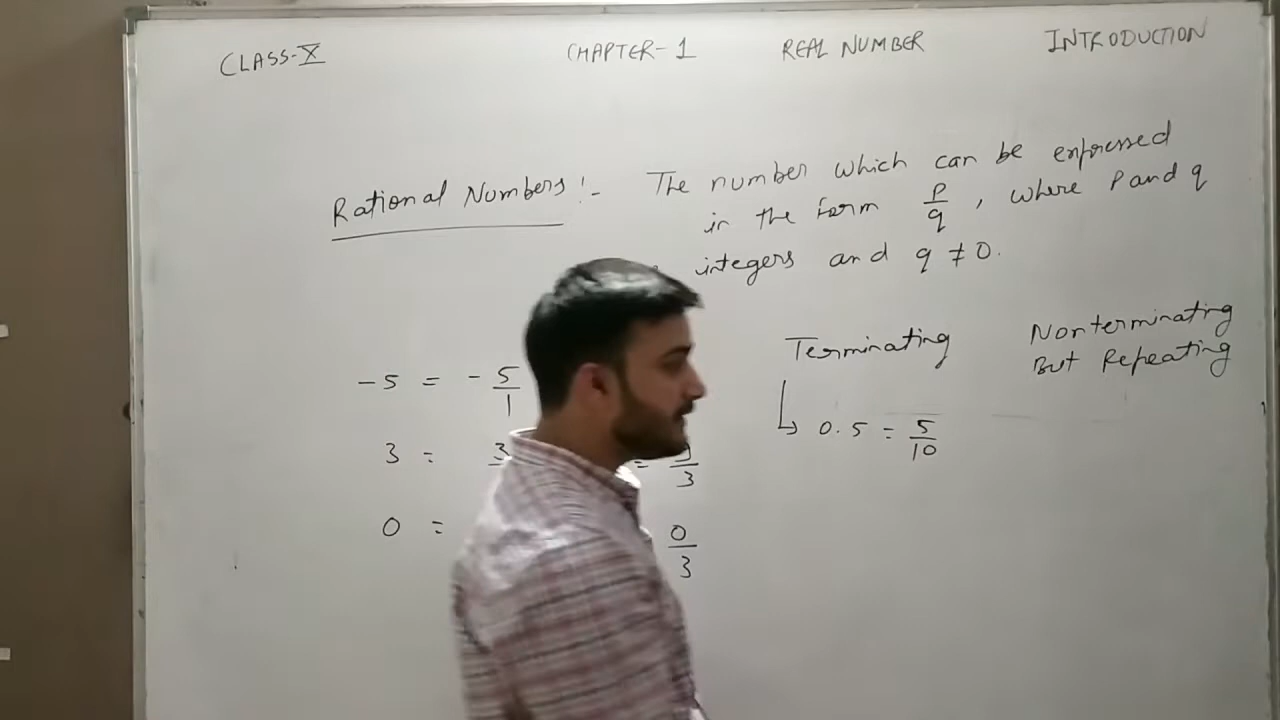 CLASS-X CHAPTER-1 REAL NUMBER INTRODUCTION
Rational Numbers:- The number which can be expressed
in the form p/q , where p and q
integers and q ≠ 0.
Terminating Nonterminating
But Repeating
-5 = -5/1
↳ 0.5 = 5/10
3 = 3
0 = 0/3